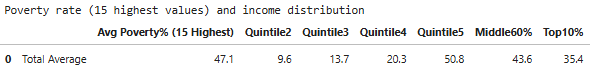 Poverty rate (15 highest values) and income distribution
Avg Poverty% (15 Highest) Quintile2 Quintile3 Quintile4 Quintile5 Middle60% Top10%
0 Total Average 47.1 9.6 13.7 20.3 50.8 43.6 35.4